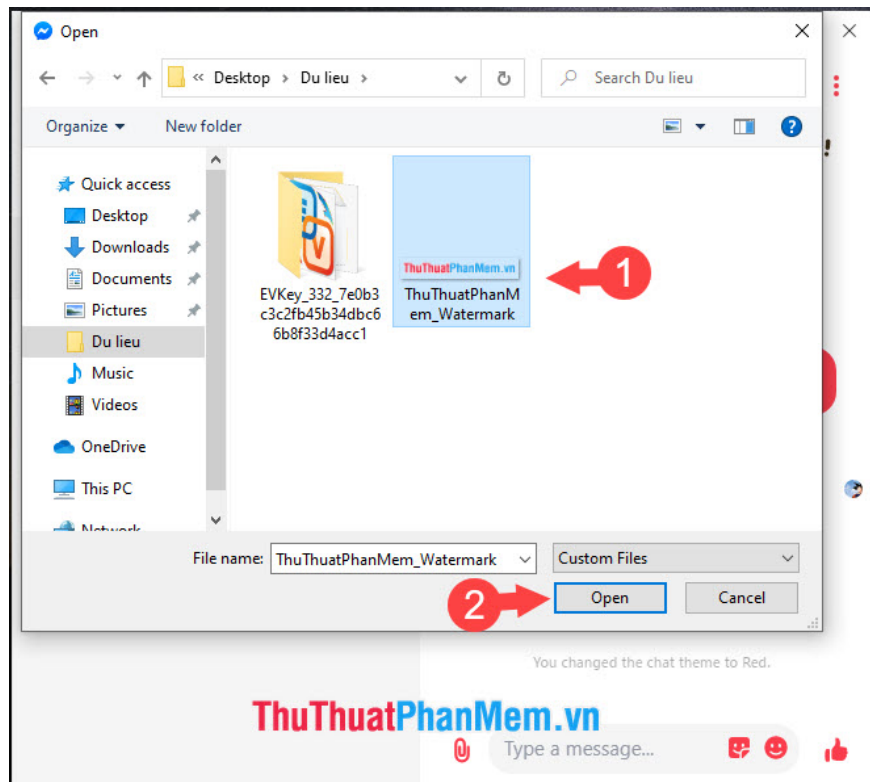 Open
« Desktop › Du lieu ›
Search Du lieu
Organize
New folder
Quick access
Desktop
Downloads
Documents
Pictures
Du lieu
Music
Videos
OneDrive
This PC
Network
EVKey_332_7e0b3
c3c2fb45b34dbc6
6b8f33d4acc1
ThuThuatPhanMem.vn
ThuThuatPhanM
em_Watermark
1
File name:
ThuThuatPhanMem_Watermark
Custom Files
2
Open
Cancel
!
You changed the chat theme to Red.
ThuThuatPhanMem.vn
Type a message...